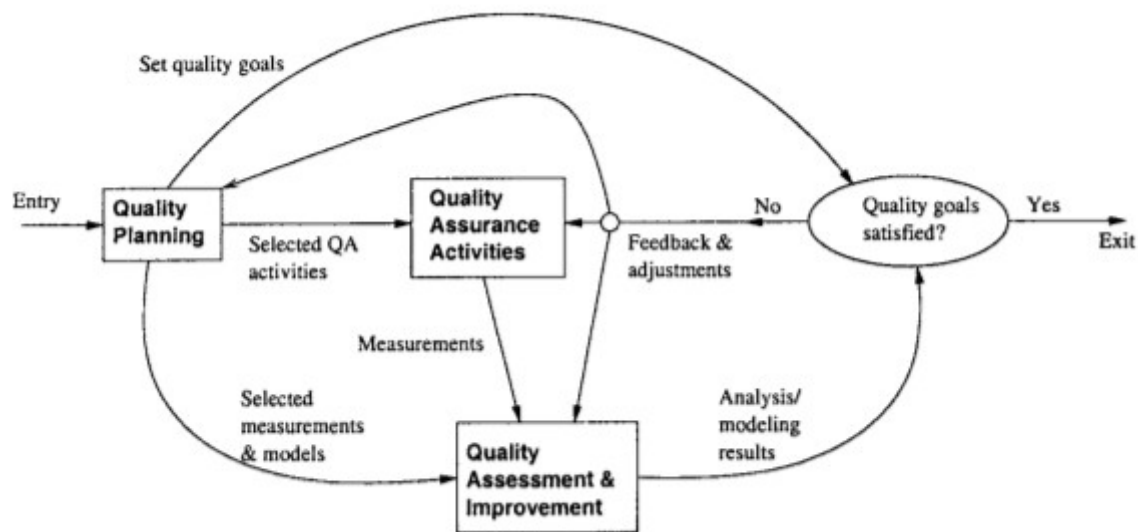 Set quality goals
Entry
Quality
Planning
Selected QA
activities
Quality
Assurance
Activities
No
Feedback &
adjustments
Quality goals
satisfied?
Yes
Exit
Measurements
Selected
measurements
& models
Quality
Assessment &
Improvement
Analysis/
modeling
results